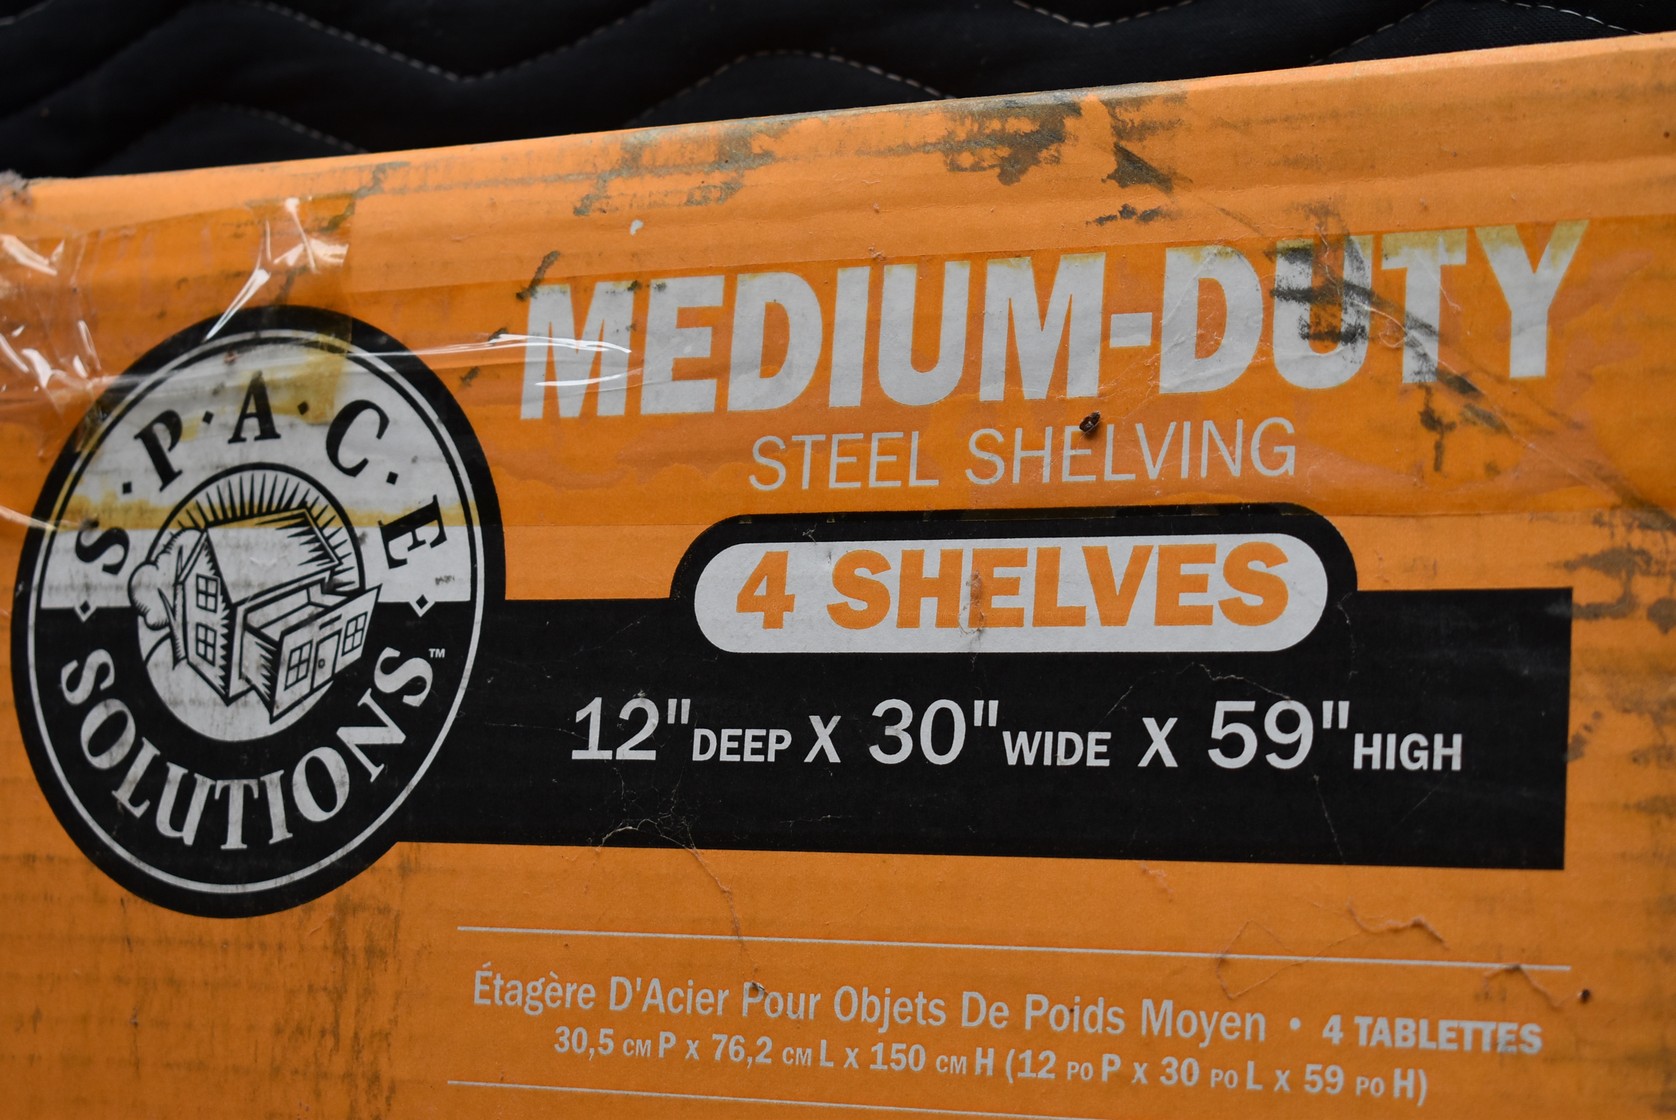 S·P·A·C·E
SOLUTIONS™
MEDIUM-DUTY
STEEL SHELVING
4 SHELVES
12" DEEP X 30" WIDE X 59" HIGH
Étagère D'Acier Pour Objets De Poids Moyen • 4 TABLETTES
30,5 CM P x 76,2 CM L x 150 CM H (12 PO P x 30 PO L x 59 PO H)